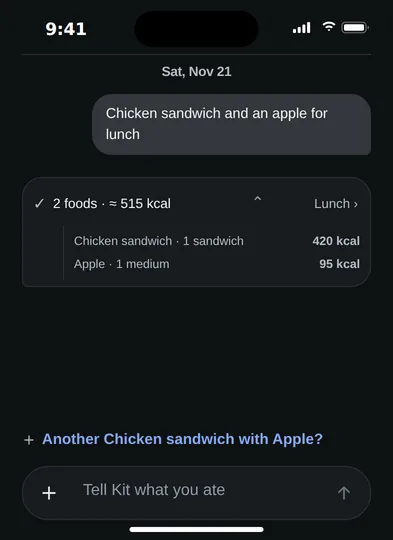 9:41
Sat, Nov 21
Chicken sandwich and an apple for
lunch
✓ 2 foods · ≈ 515 kcal ⌃ Lunch ›
Chicken sandwich · 1 sandwich 420 kcal
Apple · 1 medium 95 kcal
+ Another Chicken sandwich with Apple?
+ Tell Kit what you ate ↑